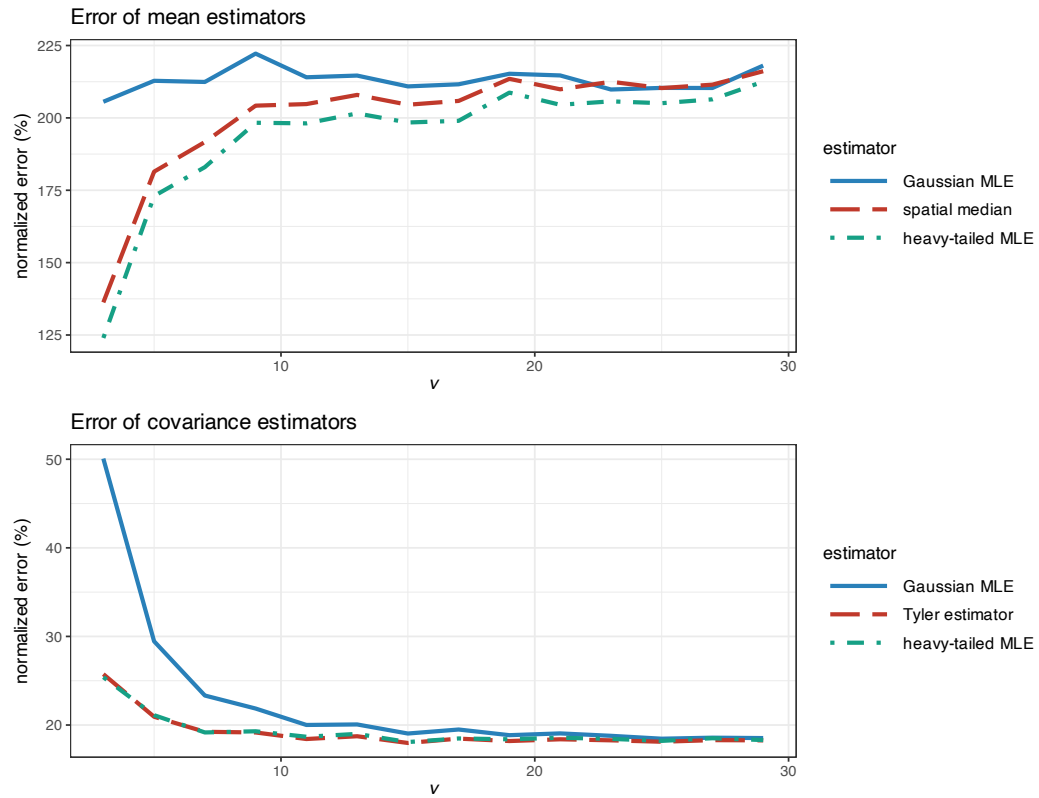 Error of mean estimators
225
200
175
150
125
normalized error (%)
10
20
30
ν
estimator
Gaussian MLE
spatial median
heavy-tailed MLE
Error of covariance estimators
50
40
30
20
normalized error (%)
10
20
30
ν
estimator
Gaussian MLE
Tyler estimator
heavy-tailed MLE